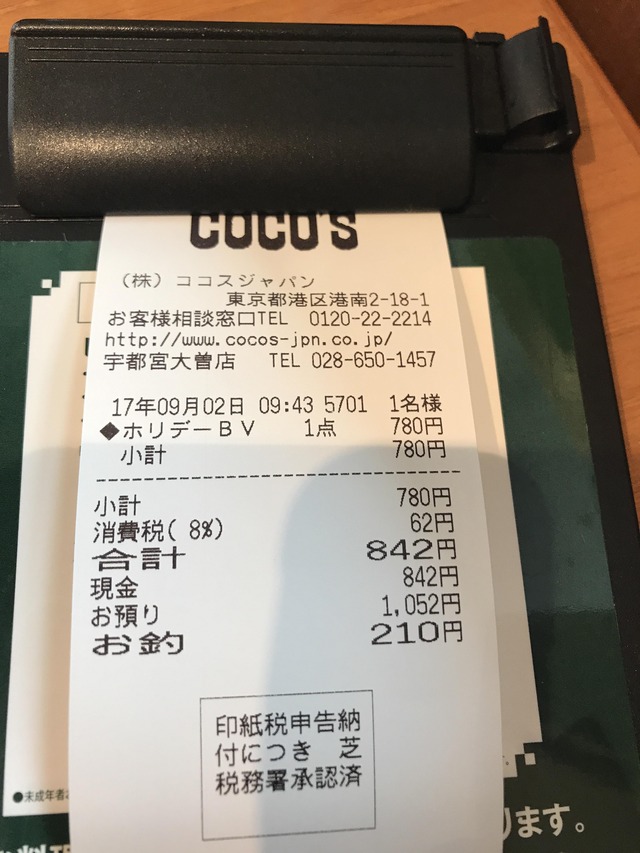 COCO'S
(株) ココスジャパン
東京都港区港南2-18-1
お客様相談窓口TEL 0120-22-2214
http://www.cocos-jpn.co.jp/
宇都宮大曽店 TEL 028-650-1457
17年09月02日 09:43 5701 1名様
◆ホリデーBV 1点 780円
小計 780円
小計 780円
消費税( 8%) 62円
合計 842円
現金 842円
お預り 1,052円
お釣 210円
印紙税申告納
付につき 芝
税務署承認済
●未成年者
ります。